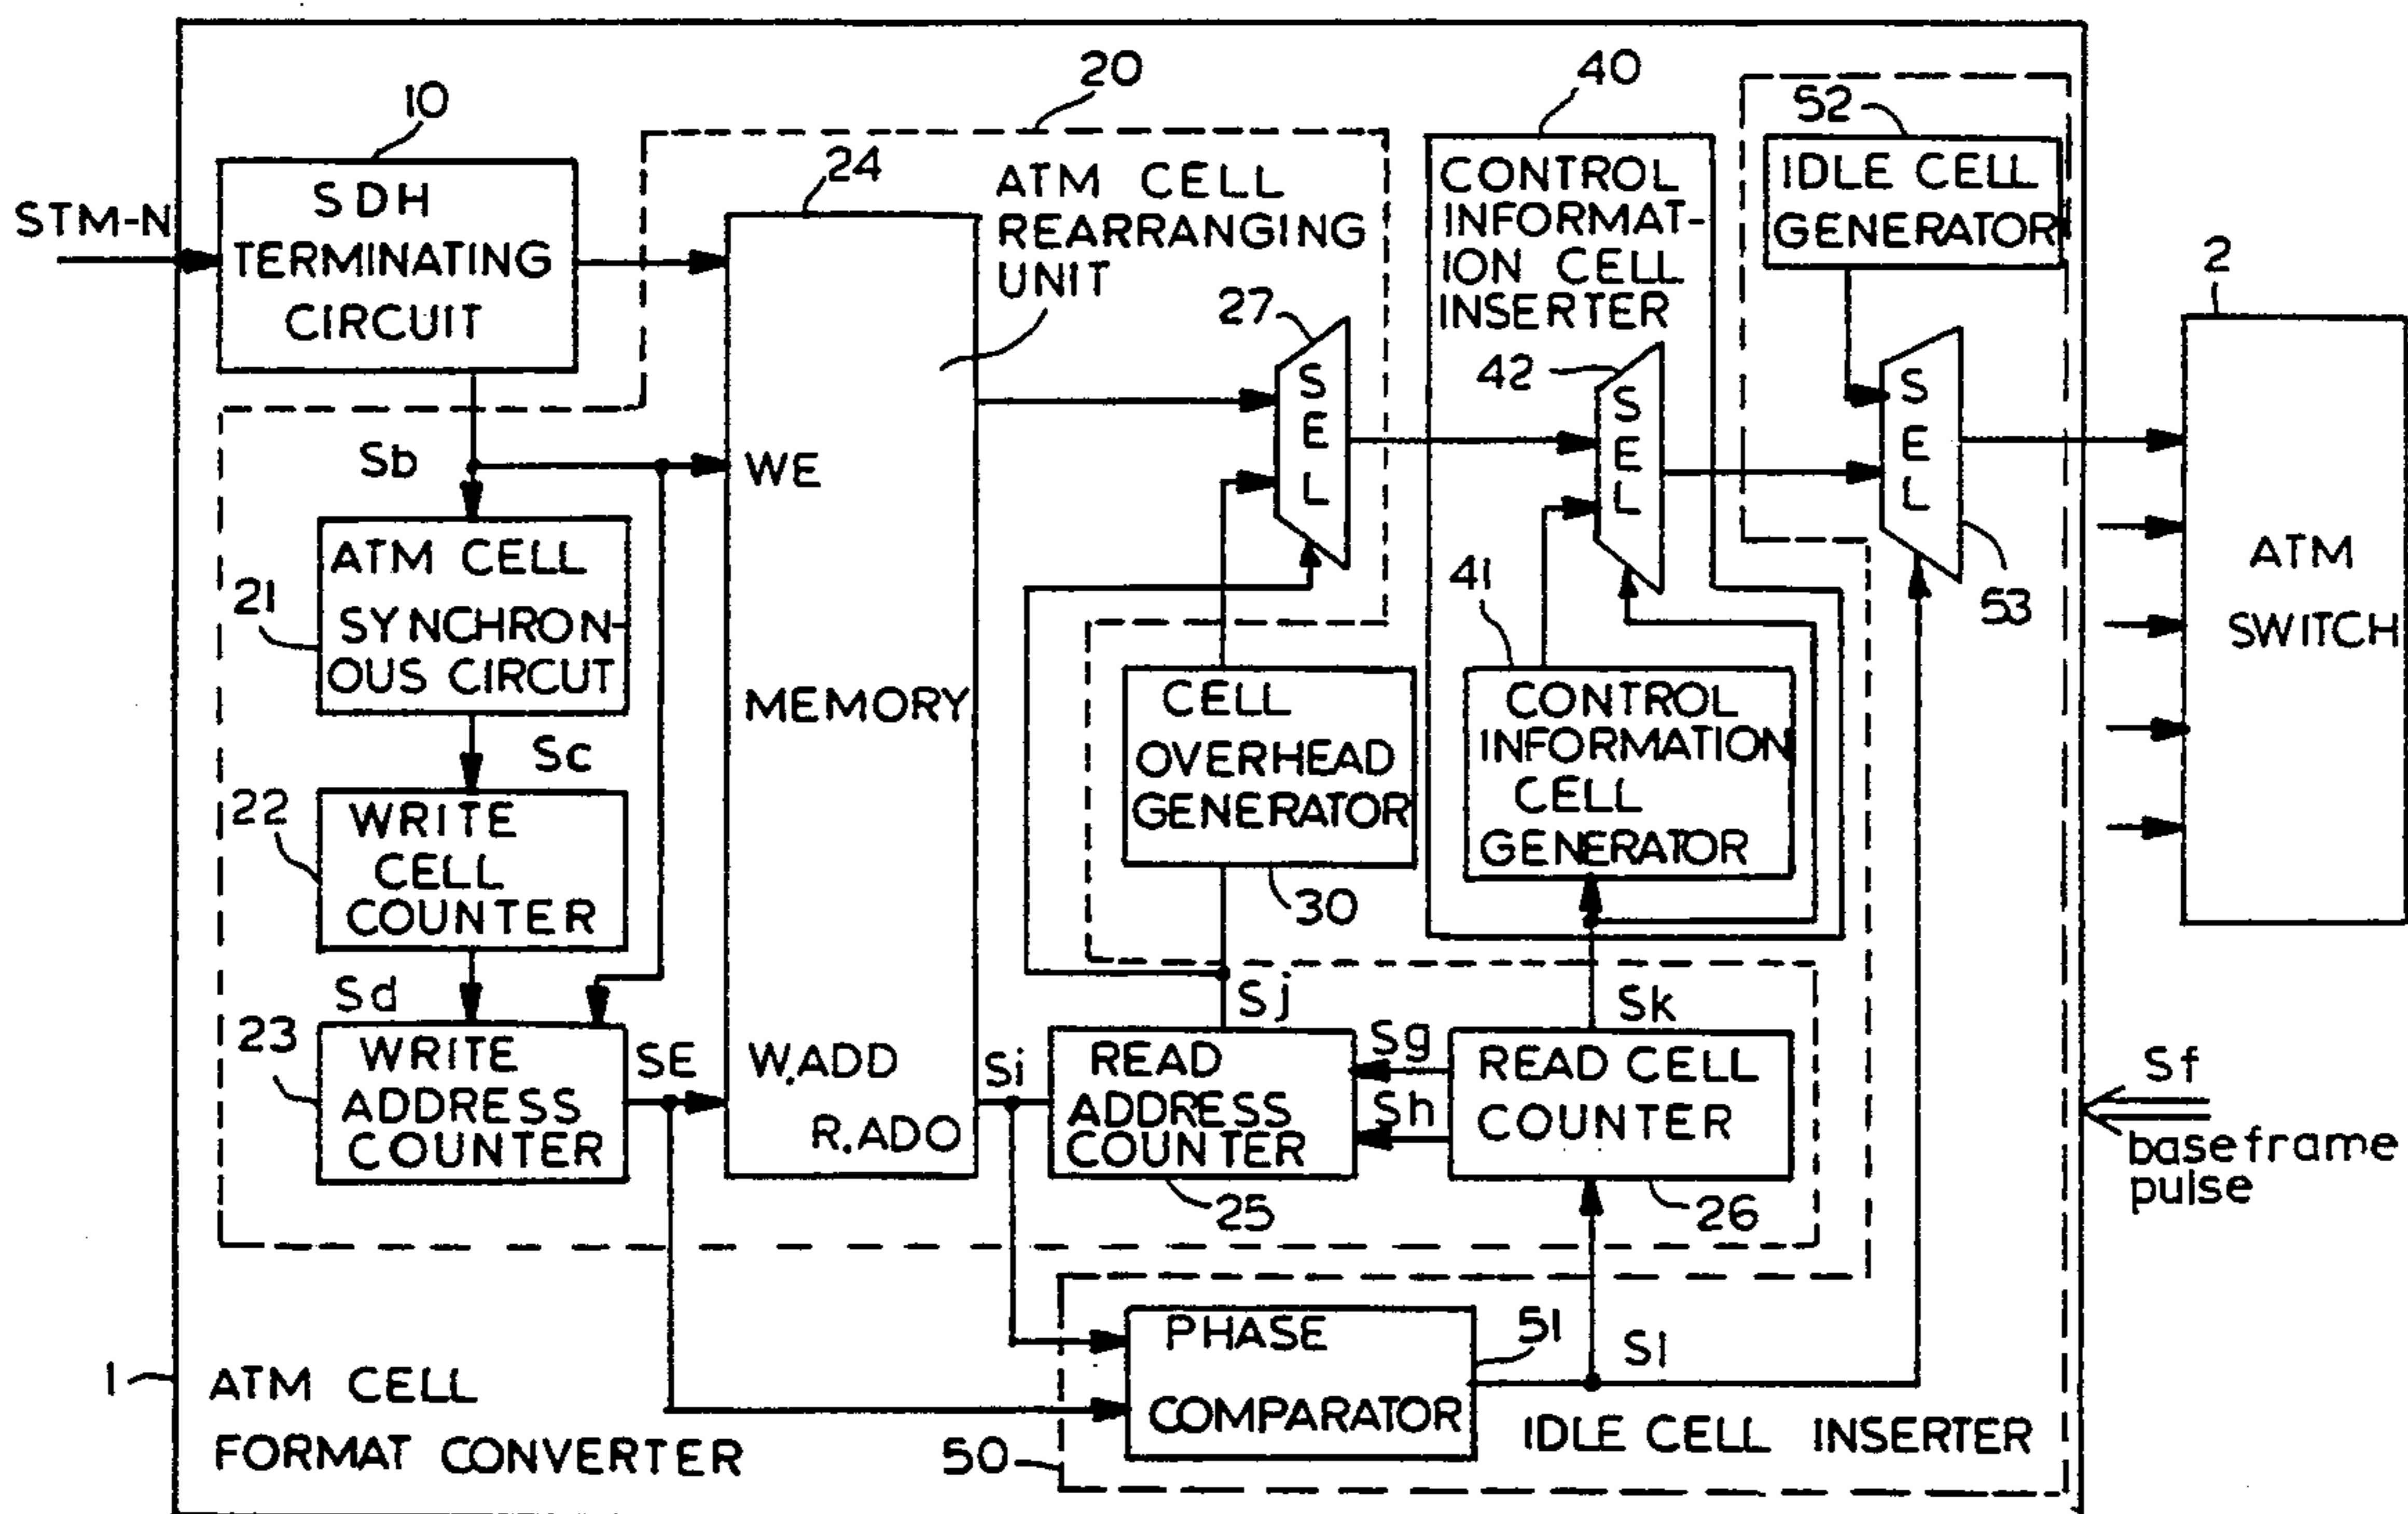 20
40
10
52
24
ATM CELL
REARRANGING
UNIT
CONTROL
INFORMAT-
ION CELL
INSERTER
IDLE CELL
GENERATOR
STM-N
SDH
TERMINATING
CIRCUIT
2
27
SEL
42
SEL
SEL
53
Sb
WE
ATM
SWITCH
21
ATM CELL
SYNCHRON-
OUS CIRCUT
41
Sc
MEMORY
CELL
OVERHEAD
GENERATOR
30
CONTROL
INFORMATION
CELL
GENERATOR
22
WRITE
CELL
COUNTER
Sd
Sj
Sk
23
WRITE
ADDRESS
COUNTER
SE
W.ADD
R.ADO
Si
READ
ADDRESS
COUNTER
25
Sg
Sh
READ CELL
COUNTER
26
Sf
baseframe
pulse
PHASE
COMPARATOR
51
Sl
1
ATM CELL
FORMAT CONVERTER
50
IDLE CELL INSERTER